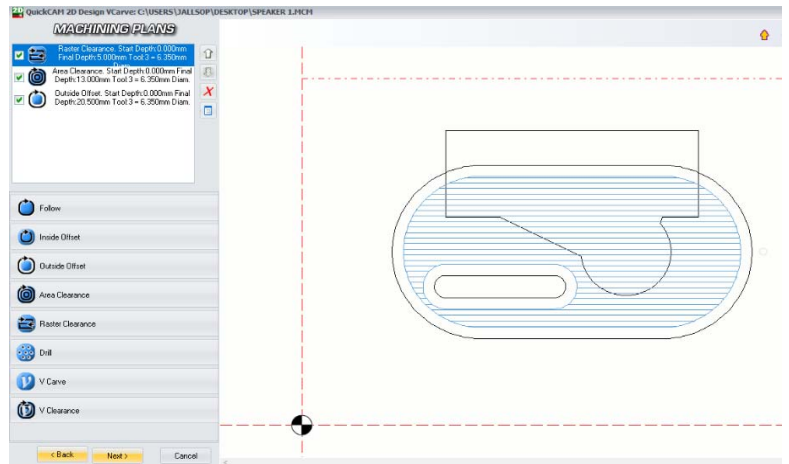 QuickCAM 2D Design VCarve: C:\USERS\JALLSOP\DESKTOP\SPEAKER 1.MCM
MACHINING PLANS
Raster Clearance. Start Depth:0.000mm
Final Depth:5.000mm Tool:3 = 6.350mm
Diam.
Area Clearance. Start Depth:0.000mm Final
Depth:13.000mm Tool:3 = 6.350mm Diam.
Outside Offset. Start Depth:0.000mm Final
Depth:20.500mm Tool:3 = 6.350mm Diam.
Follow
Inside Offset
Outside Offset
Area Clearance
Raster Clearance
Drill
V Carve
V Clearance
< Back Next > Cancel